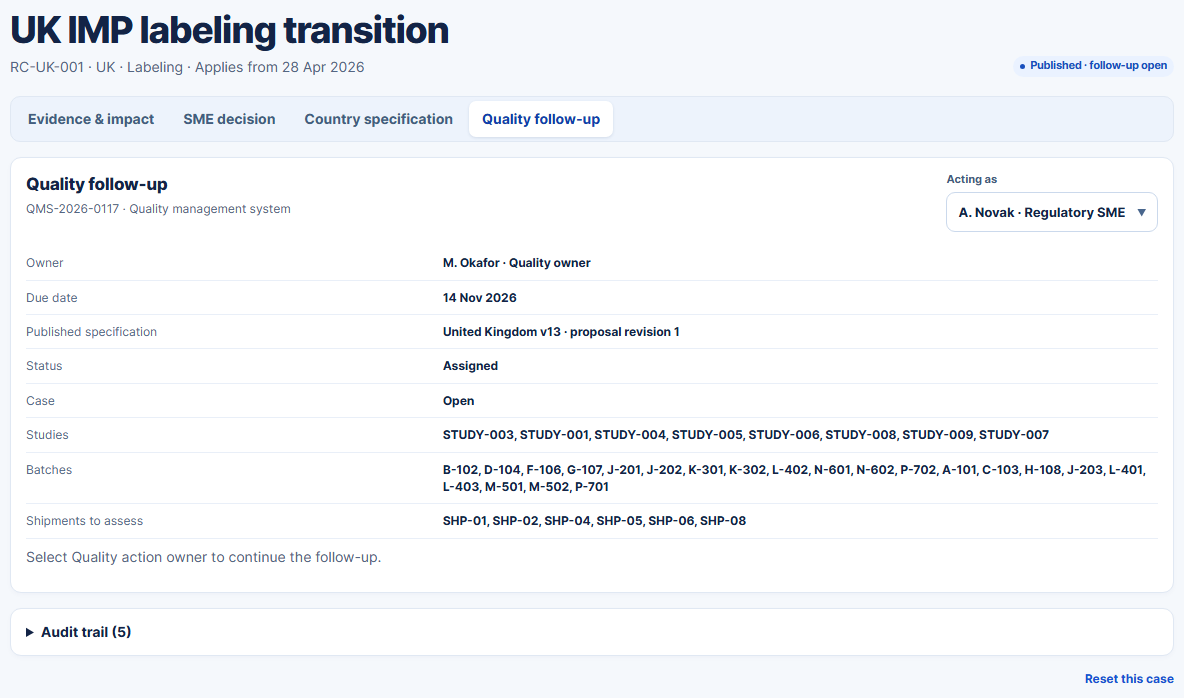 UK IMP labeling transition
RC-UK-001 · UK · Labeling · Applies from 28 Apr 2026
Published · follow-up open
Evidence & impact
SME decision
Country specification
Quality follow-up
Quality follow-up
QMS-2026-0117 · Quality management system
Acting as
A. Novak · Regulatory SME
Owner
M. Okafor · Quality owner
Due date
14 Nov 2026
Published specification
United Kingdom v13 · proposal revision 1
Status
Assigned
Case
Open
Studies
STUDY-003, STUDY-001, STUDY-004, STUDY-005, STUDY-006, STUDY-008, STUDY-009, STUDY-007
Batches
B-102, D-104, F-106, G-107, J-201, J-202, K-301, K-302, L-402, N-601, N-602, P-702, A-101, C-103, H-108, J-203, L-401,
L-403, M-501, M-502, P-701
Shipments to assess
SHP-01, SHP-02, SHP-04, SHP-05, SHP-06, SHP-08
Select Quality action owner to continue the follow-up.
Audit trail (5)
Reset this case